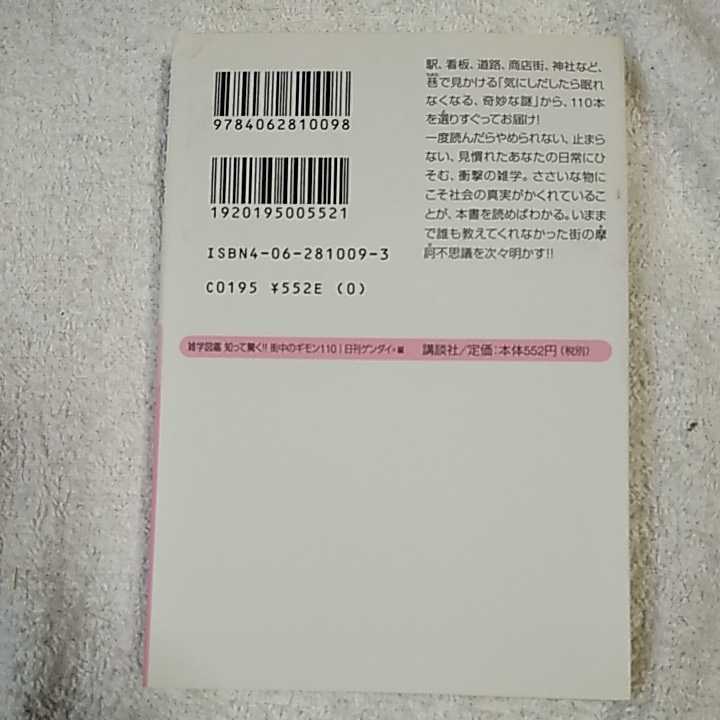 駅、看板、道路、商店街、神社など、
巷で見かける「気にしだしたら眠れ
なくなる、奇妙な謎」から、110本
を選りすぐってお届け!
一度読んだらやめられない、止まら
ない、見慣れたあなたの日常にひ
そむ、衝撃の雑学。ささいな物に
こそ社会の真実がかくれているこ
とが、本書を読めばわかる。いまま
で誰も教えてくれなかった街の摩
訶不思議を次々明かす!!
9784062810098
1920195005521
ISBN4-06-281009-3
C0195 ¥552E (0)
雑学図鑑 知って驚く!! 街中のギモン110 | 日刊ゲンダイ・編 講談社/定価:本体552円(税別)